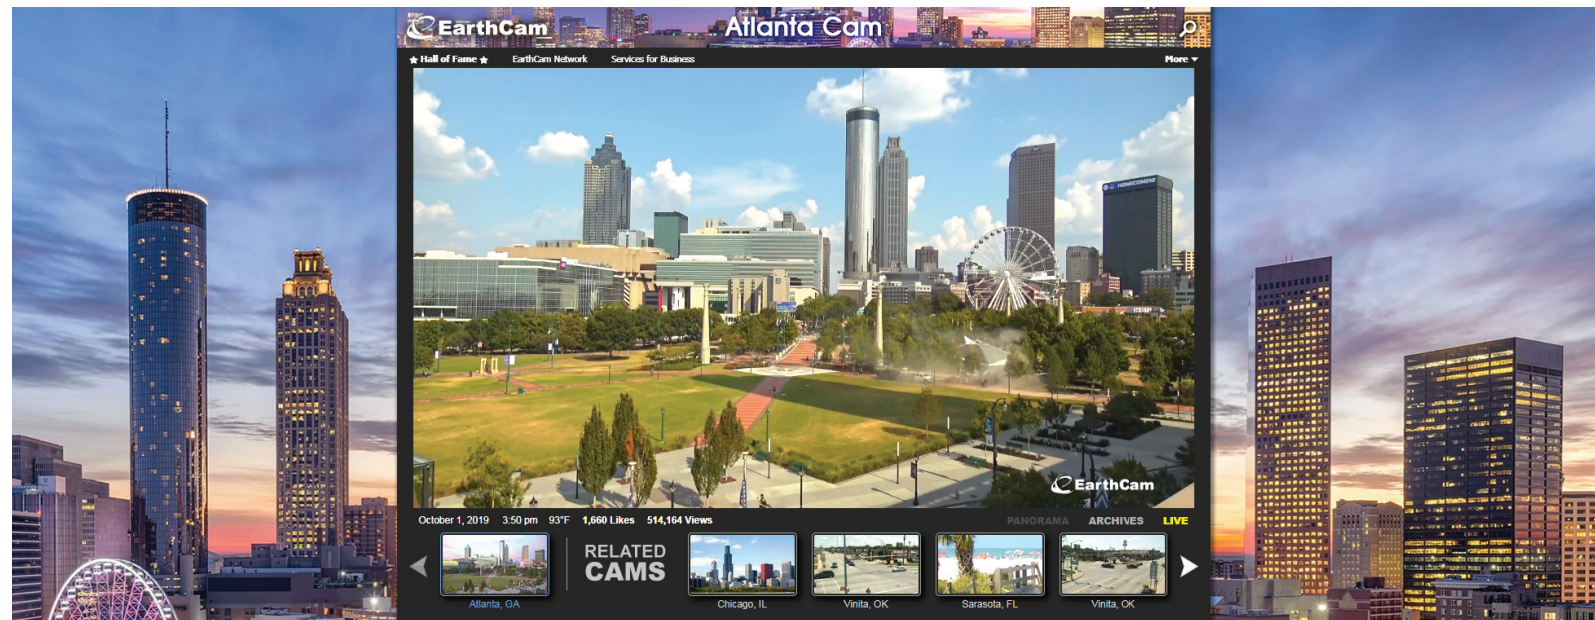 EarthCam
Atlanta Cam
Hall of Fame
EarthCam Network
Services for Business
More
HOMECOMING
EarthCam
October 1, 2019 3:50 pm 93°F 1,660 Likes 514,164 Views
PANORAMA ARCHIVES LIVE
RELATED
CAMS
Atlanta, GA
Chicago, IL
Vinita, OK
Sarasota, FL
Vinita, OK